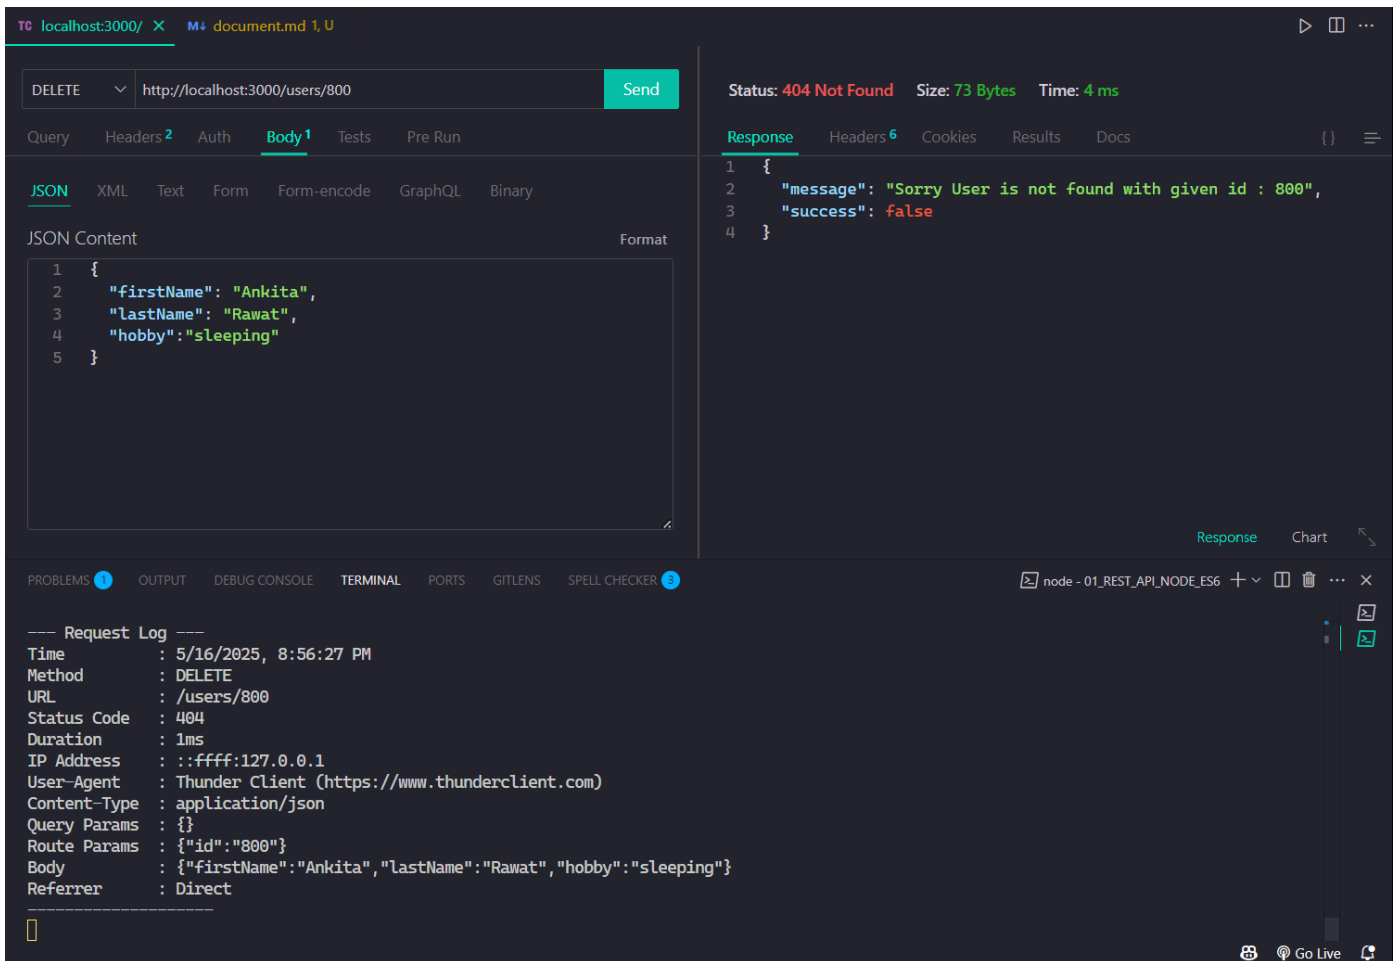 TC localhost:3000/ × M↓ document.md 1, U
DELETE http://localhost:3000/users/800 Send
Query Headers 2 Auth Body 1 Tests Pre Run
JSON XML Text Form Form-encode GraphQL Binary
JSON Content Format
1 {
2 "firstName": "Ankita",
3 "lastName": "Rawat",
4 "hobby":"sleeping"
5 }
Status: 404 Not Found Size: 73 Bytes Time: 4 ms
Response Headers 6 Cookies Results Docs {}
1 {
2 "message": "Sorry User is not found with given id : 800",
3 "success": false
4 }
Response Chart
PROBLEMS 1 OUTPUT DEBUG CONSOLE TERMINAL PORTS GITLENS SPELL CHECKER 3 node - 01_REST_API_NODE_ES6
--- Request Log ---
Time : 5/16/2025, 8:56:27 PM
Method : DELETE
URL : /users/800
Status Code : 404
Duration : 1ms
IP Address : ::ffff:127.0.0.1
User-Agent : Thunder Client (https://www.thunderclient.com)
Content-Type : application/json
Query Params : {}
Route Params : {"id":"800"}
Body : {"firstName":"Ankita","lastName":"Rawat","hobby":"sleeping"}
Referrer : Direct
--------------------
Go Live